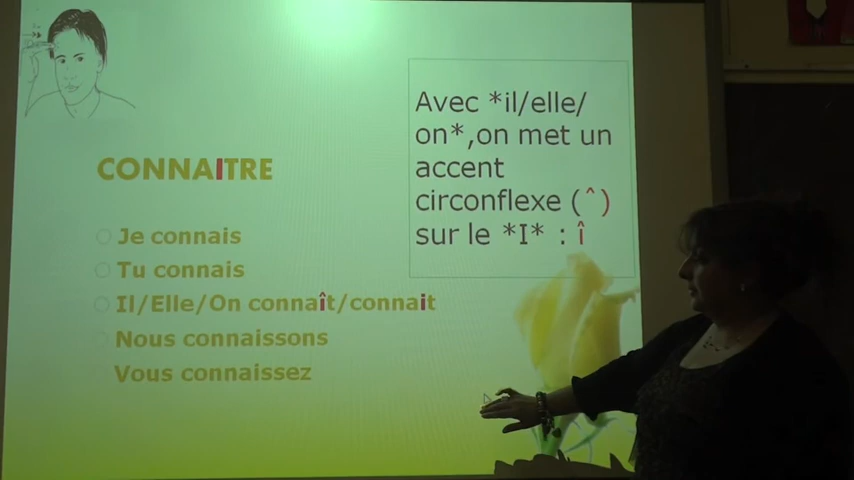 CONNAITRE
Je connais
Tu connais
Il/Elle/On connaît/connait
Nous connaissons
Vous connaissez
Avec *il/elle/
on*,on met un
accent
circonflexe (ˆ)
sur le *I* : î